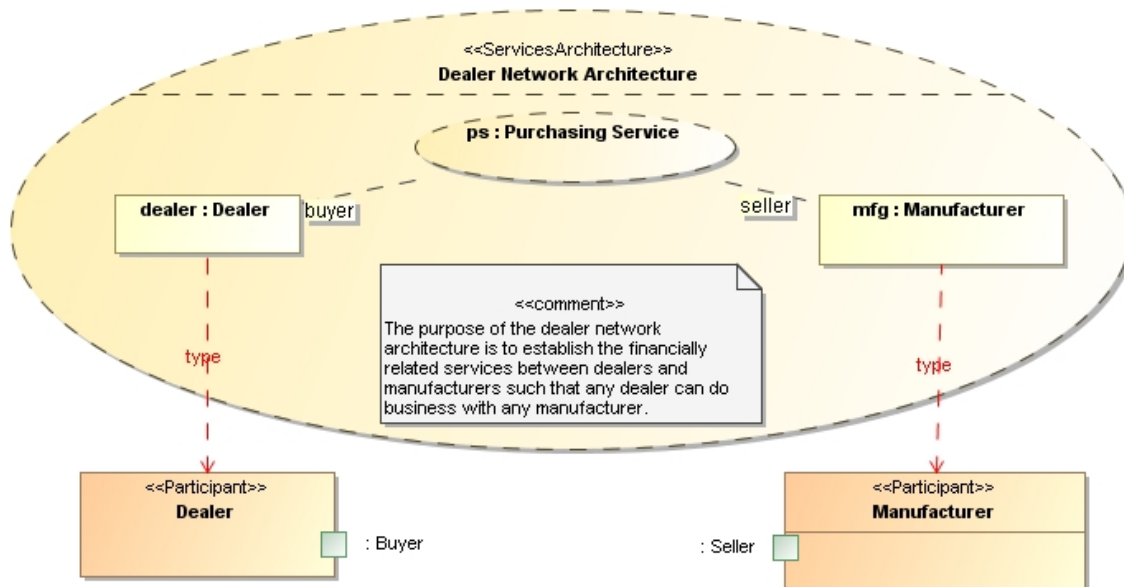 <<ServicesArchitecture>>
Dealer Network Architecture
ps : Purchasing Service
dealer : Dealer
buyer
seller
mfg : Manufacturer
<<comment>>
The purpose of the dealer network
architecture is to establish the financially
related services between dealers and
manufacturers such that any dealer can do
business with any manufacturer.
type
type
<<Participant>>
Dealer
: Buyer
: Seller
<<Participant>>
Manufacturer